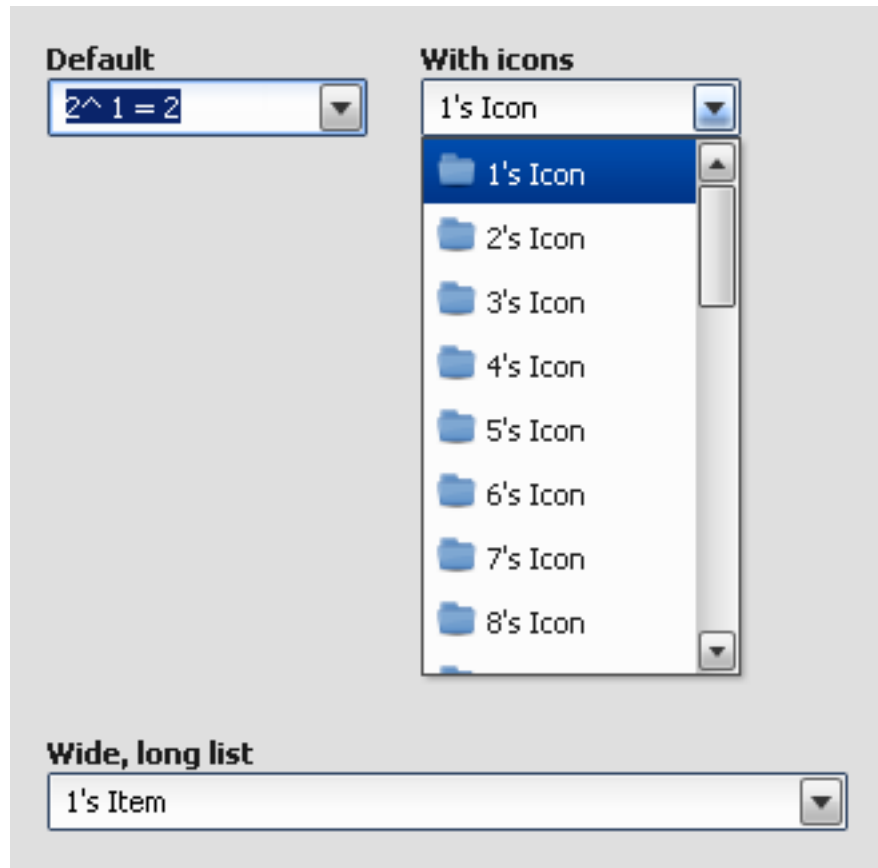 Default
2^ 1 = 2
With icons
1's Icon
1's Icon
2's Icon
3's Icon
4's Icon
5's Icon
6's Icon
7's Icon
8's Icon
Wide, long list
1's Item